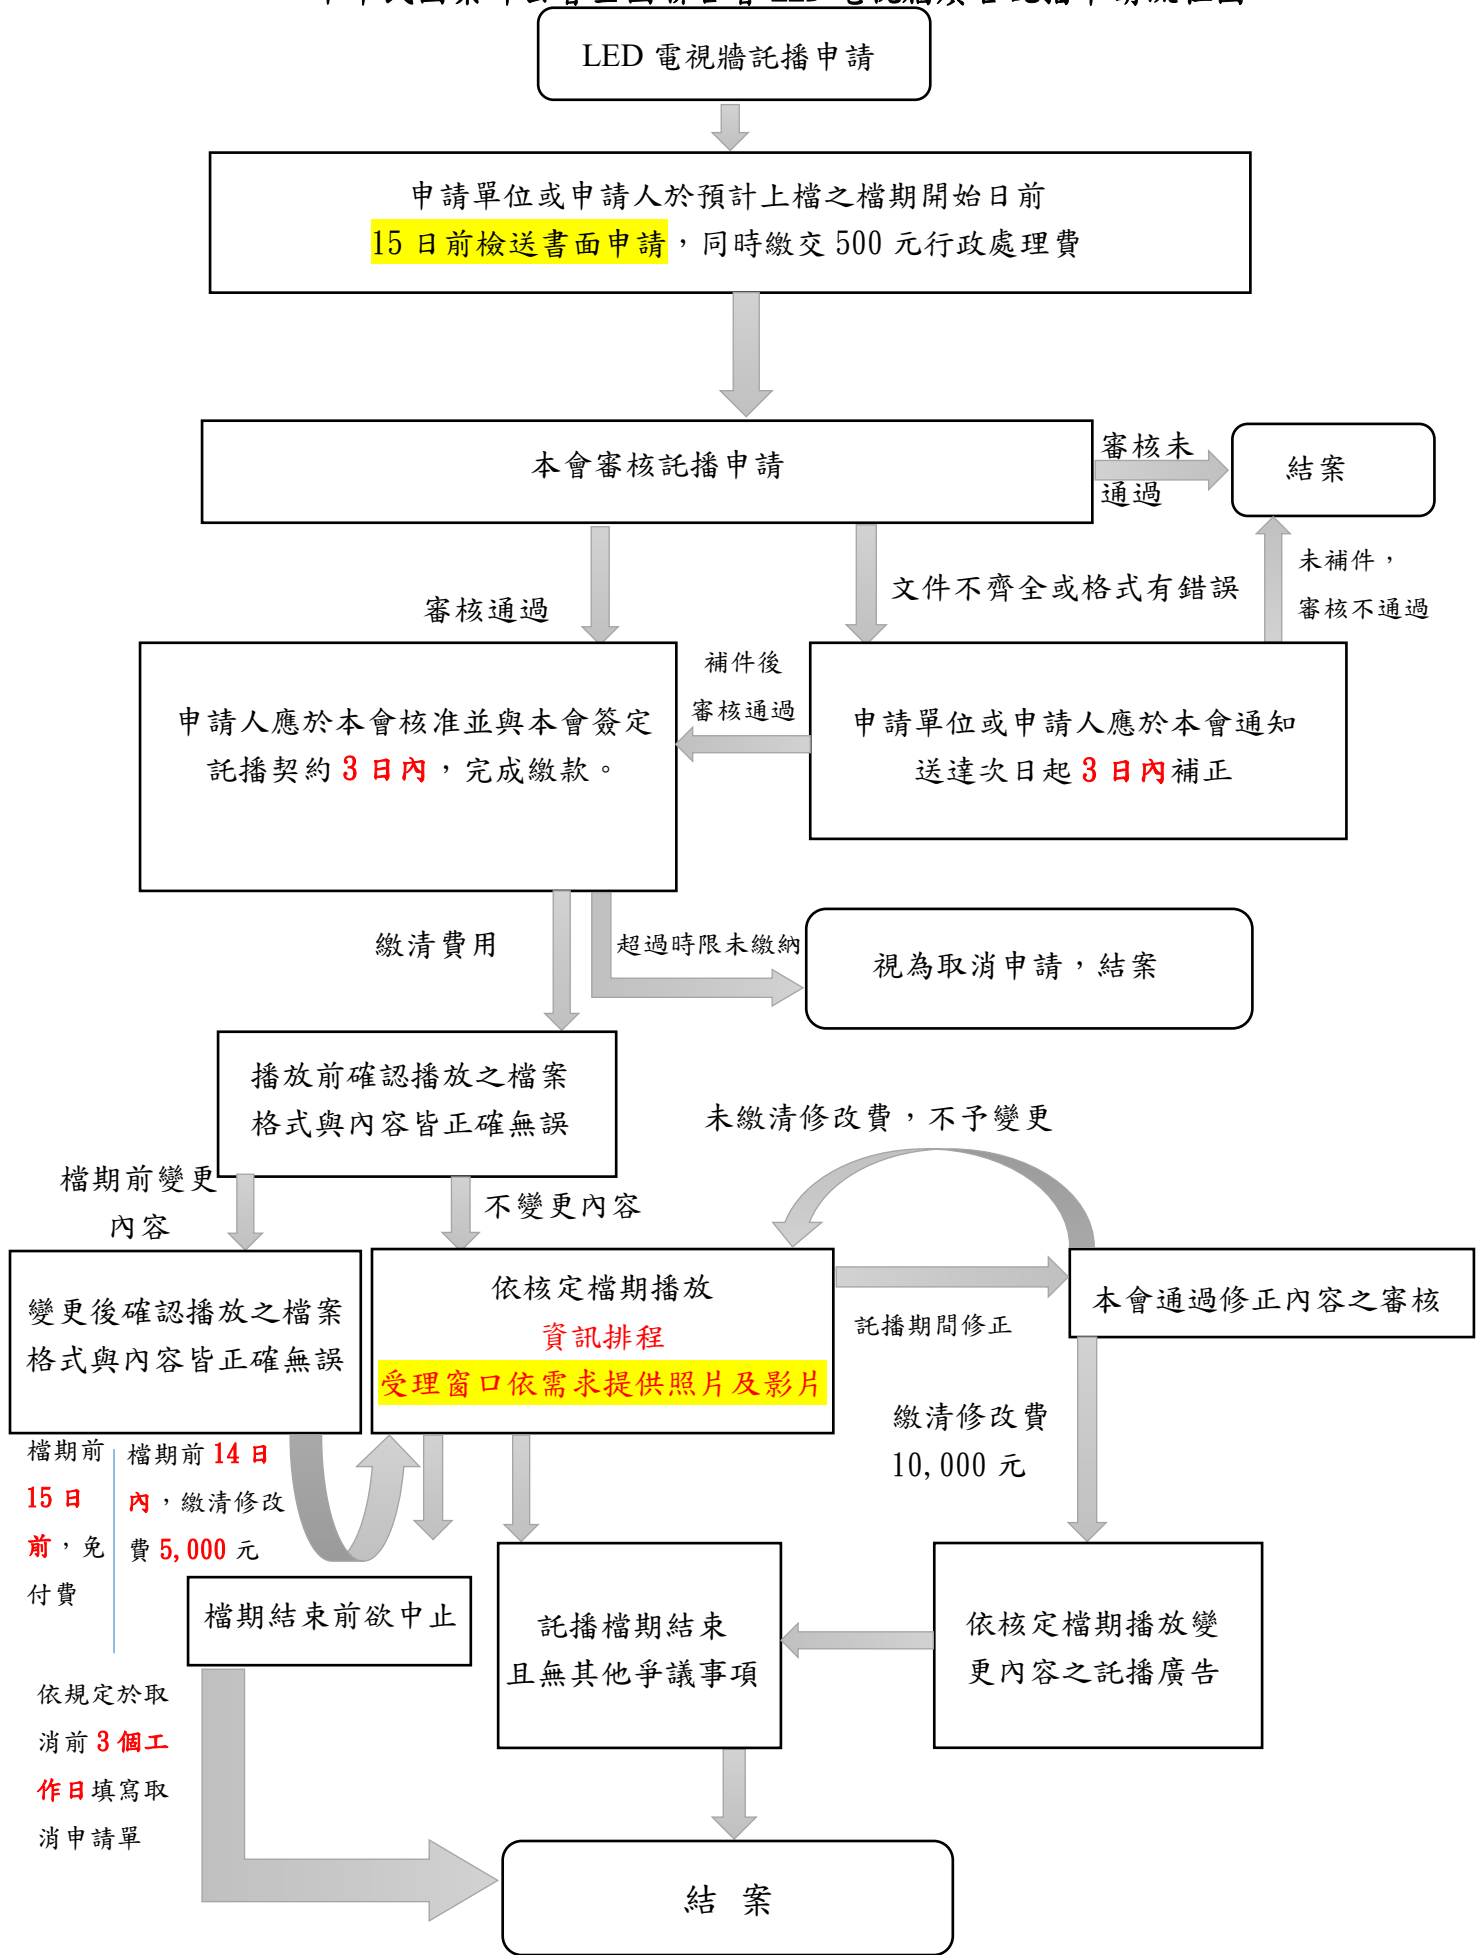 LED 電視牆託播申請
申請單位或申請人於預計上檔之檔期開始日前
15 日前檢送書面申請，同時繳交 500 元行政處理費
本會審核託播申請
審核未
通過
結案
未補件，
審核不通過
文件不齊全或格式有錯誤
審核通過
補件後
審核通過
申請人應於本會核准並與本會簽定
託播契約 3 日內，完成繳款。
申請單位或申請人應於本會通知
送達次日起 3 日內補正
繳清費用
超過時限未繳納
視為取消申請，結案
播放前確認播放之檔案
格式與內容皆正確無誤
未繳清修改費，不予變更
檔期前變更
內容
不變更內容
變更後確認播放之檔案
格式與內容皆正確無誤
依核定檔期播放
資訊排程
受理窗口依需求提供照片及影片
託播期間修正
本會通過修正內容之審核
繳清修改費
10,000 元
檔期前
15 日
前，免
付費
檔期前 14 日
內，繳清修改
費 5,000 元
檔期結束前欲中止
託播檔期結束
且無其他爭議事項
依核定檔期播放變
更內容之託播廣告
依規定於取
消前 3 個工
作日填寫取
消申請單
結 案